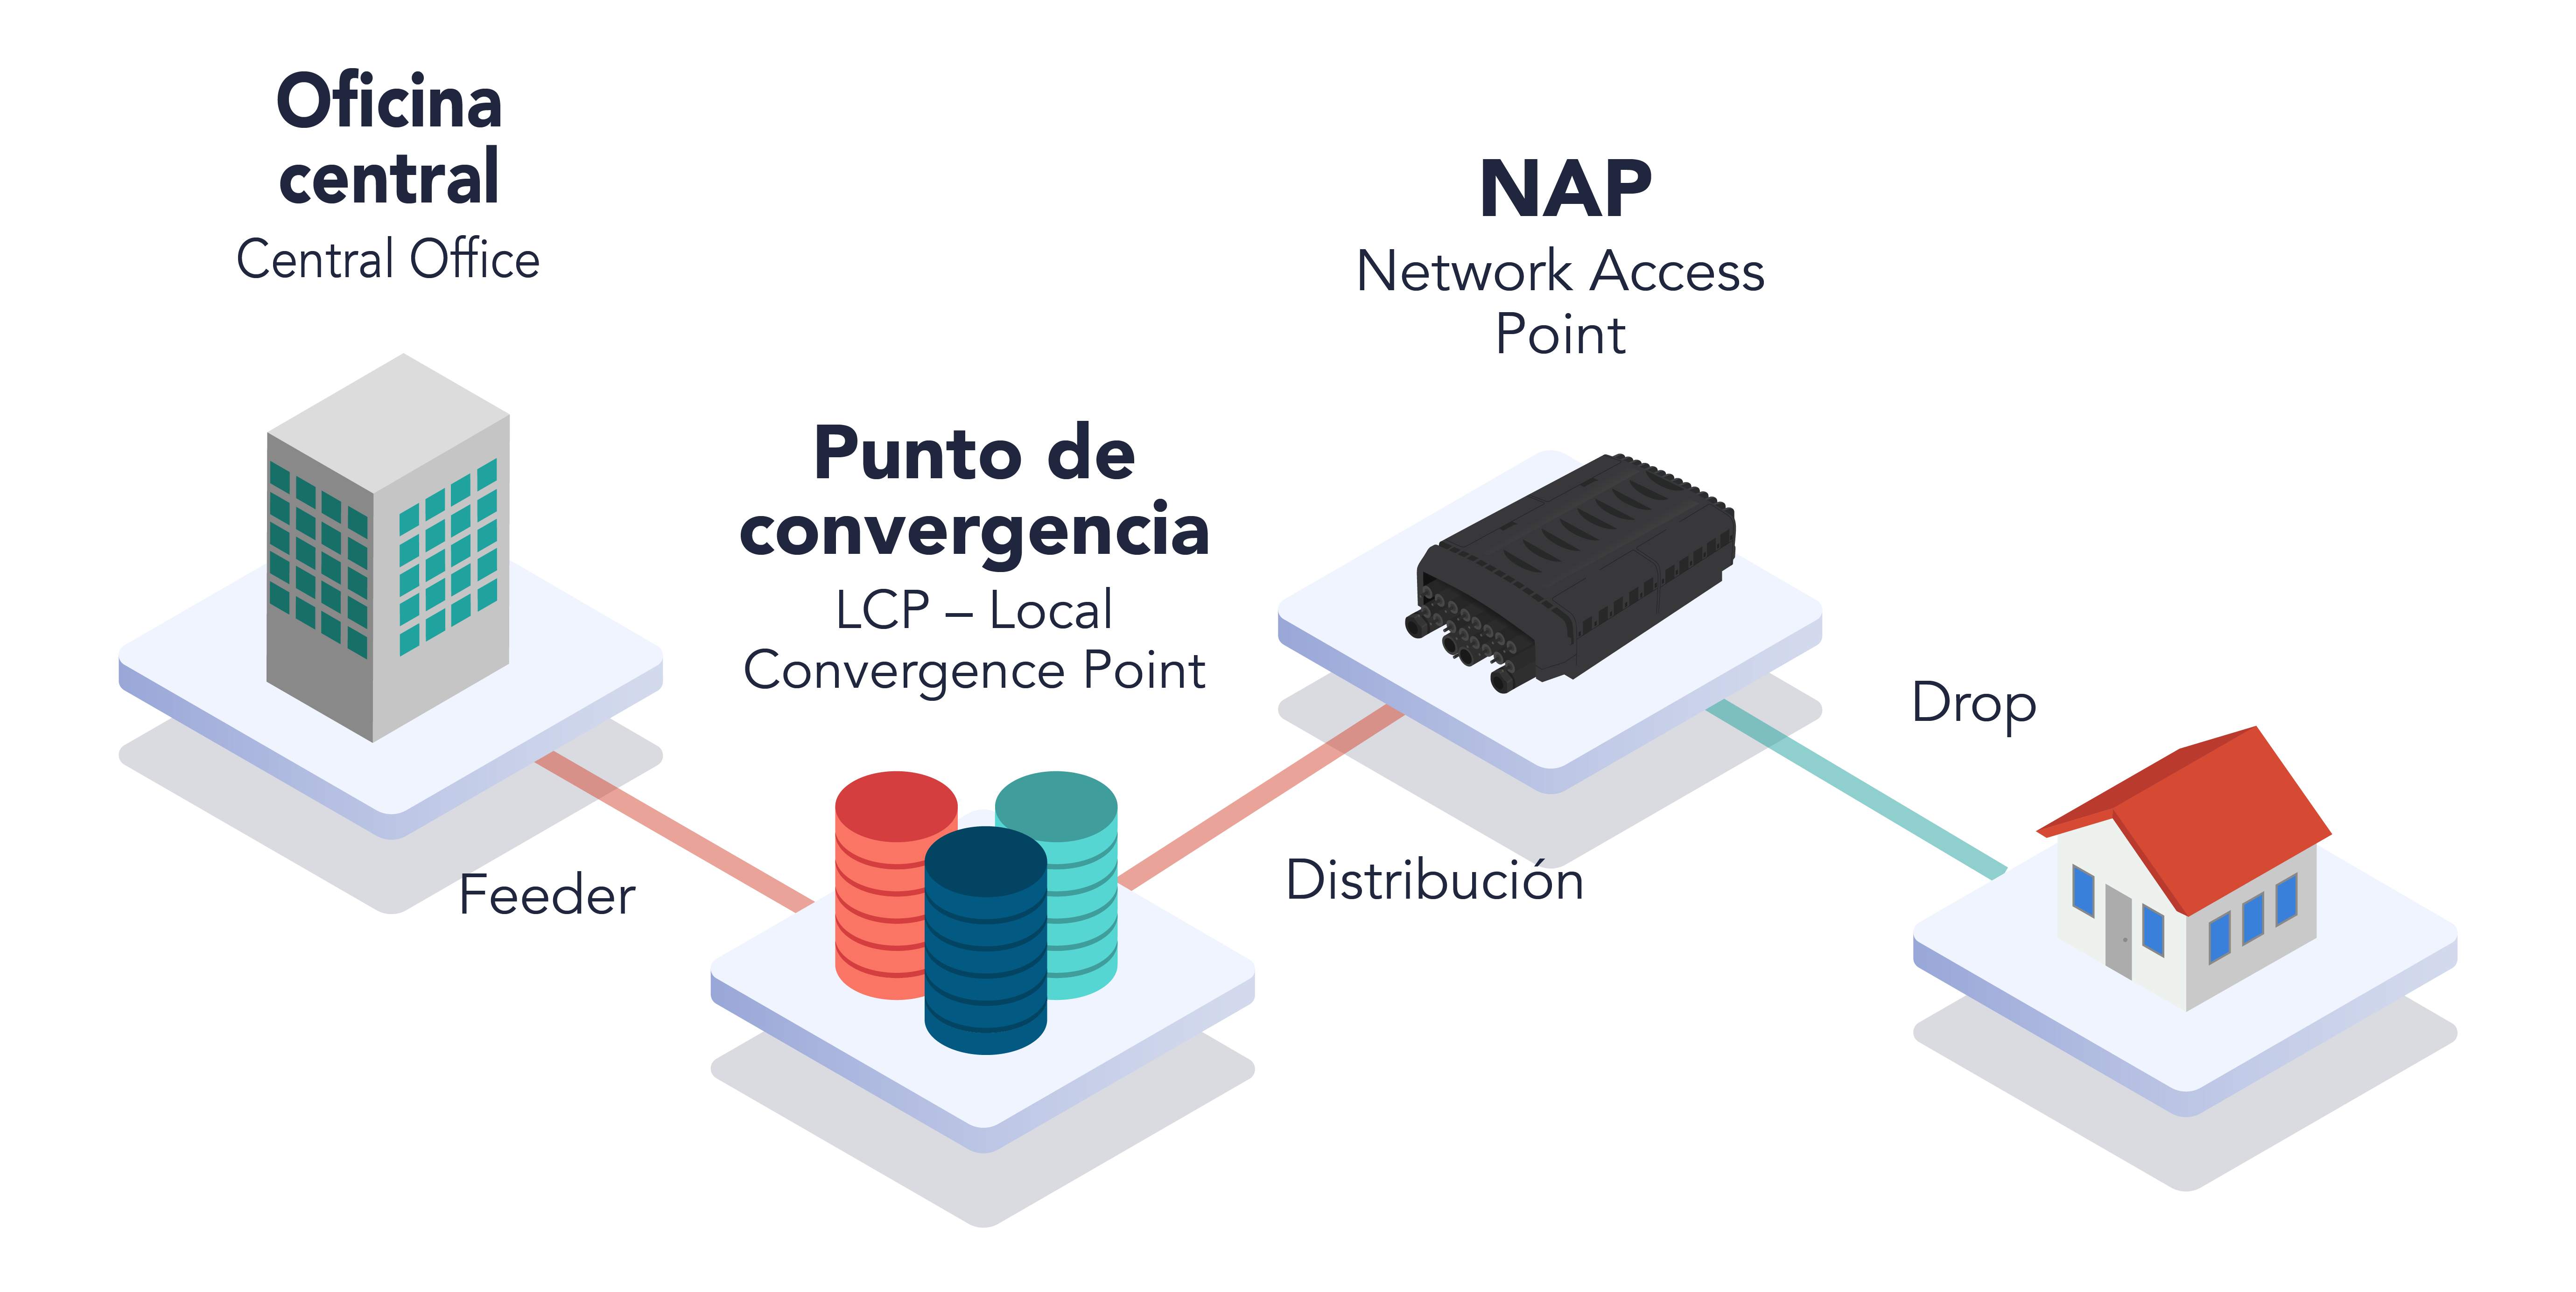 Oficina
central
Central Office
Punto de
convergencia
LCP – Local
Convergence Point
NAP
Network Access
Point
Feeder
Distribución
Drop